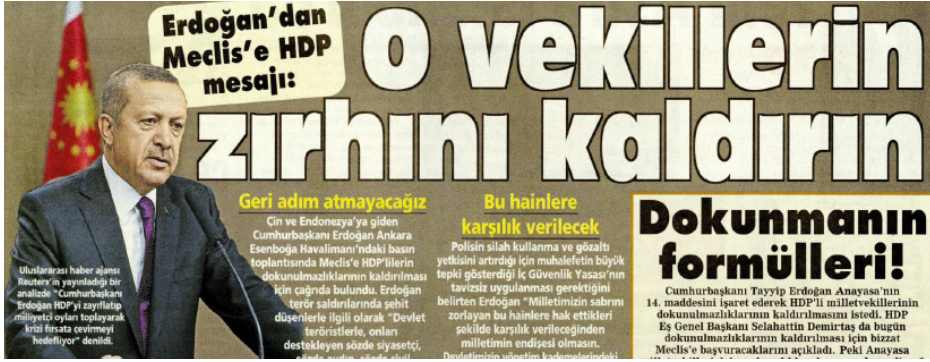 Erdoğan'dan
Meclis'e HDP
mesajı:
O vekillerin
zırhını kaldırın
Uluslararası haber ajansı
Reuters'in yayınladığı bir
analizde "Cumhurbaşkanı
Erdoğan HDP'yi zayıflatıp
milliyetçi oyları toplayarak
krizi fırsata çevirmeyi
hedefliyor" denildi.
Geri adım atmayacağız
Çin ve Endonezya'ya giden
Cumhurbaşkanı Erdoğan Ankara
Esenboğa Havalimanı'ndaki basın
toplantısında Meclis'e HDP'lilerin
dokunulmazlıklarının kaldırılması
için çağrıda bulundu. Erdoğan
terör saldırılarında şehit
düşenlerle ilgili olarak "Devlet
teröristlerle, onları
destekleyen sözde siyasetçi,
sözde aydın, sözde sivil
Bu hainlere
karşılık verilecek
Polisin silah kullanma ve gözaltı
yetkisini artırdığı için muhalefetin büyük
tepki gösterdiği İç Güvenlik Yasası'nın
tavizsiz uygulanması gerektiğini
belirten Erdoğan "Milletimizin sabrını
zorlayan bu hainlere hak ettikleri
şekilde karşılık verileceğinden
milletimin endişesi olmasın.
Devletimizin yönetim kademelerindeki
Dokunmanın
formülleri!
Cumhurbaşkanı Tayyip Erdoğan Anayasa'nın
14. maddesini işaret ederek HDP'li milletvekillerinin
dokunulmazlıklarının kaldırılmasını istedi. HDP
Eş Genel Başkanı Selahattin Demirtaş da bugün
dokunulmazlıklarının kaldırılması için bizzat
Meclis'e başvuracaklarını açıkladı. Peki Anayasa